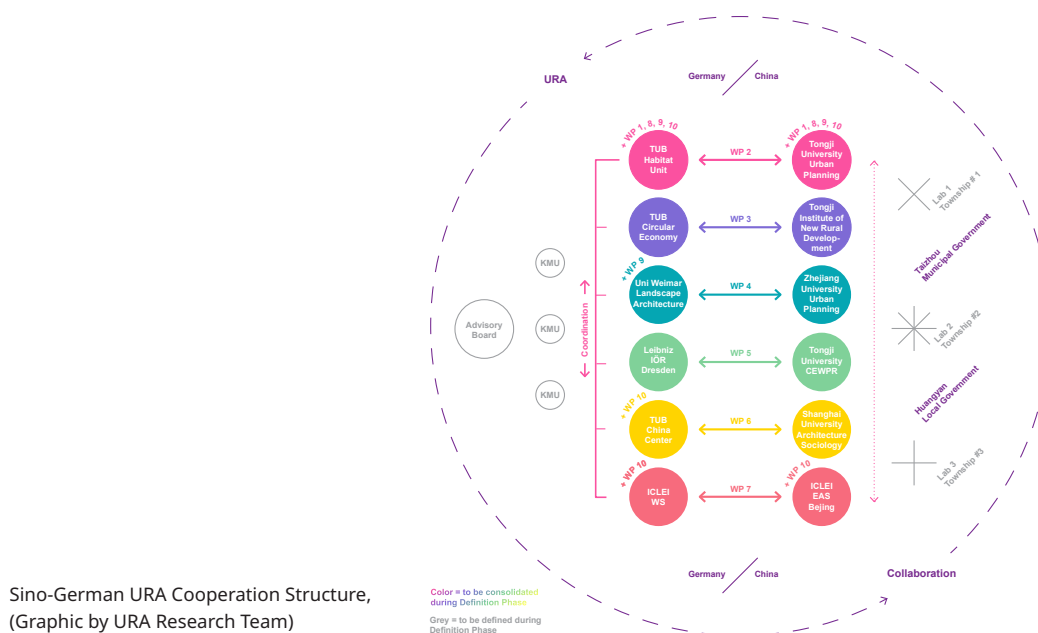 URA
Germany
China
+ WP 1, 8, 9, 10
+ WP 1, 8, 9, 10
TUB
Habitat
Unit
WP 2
Tongji
University
Urban
Planning
TUB
Circular
Economy
WP 3
Tongji
Institute of
New Rural
Develop-
ment
+ WP 9
Uni Weimar
Landscape
Architecture
WP 4
Zhejiang
University
Urban
Planning
Leibniz
IÖR
Dresden
WP 5
Tongji
University
CEWPR
+ WP 10
TUB
China
Center
WP 6
Shanghai
University
Architecture
Sociology
+ WP 10
ICLEI
WS
WP 7
+ WP 10
ICLEI
EAS
Bejing
Coordination
KMU
KMU
KMU
Advisory
Board
Lab 1
Township # 1
Taizhou
Municipal Government
Lab 2
Township #2
Huangyan
Local Government
Lab 3
Township #3
Germany
China
Collaboration
Color = to be consolidated
during Definition Phase
Grey = to be defined during
Definition Phase
Sino-German URA Cooperation Structure,
(Graphic by URA Research Team)